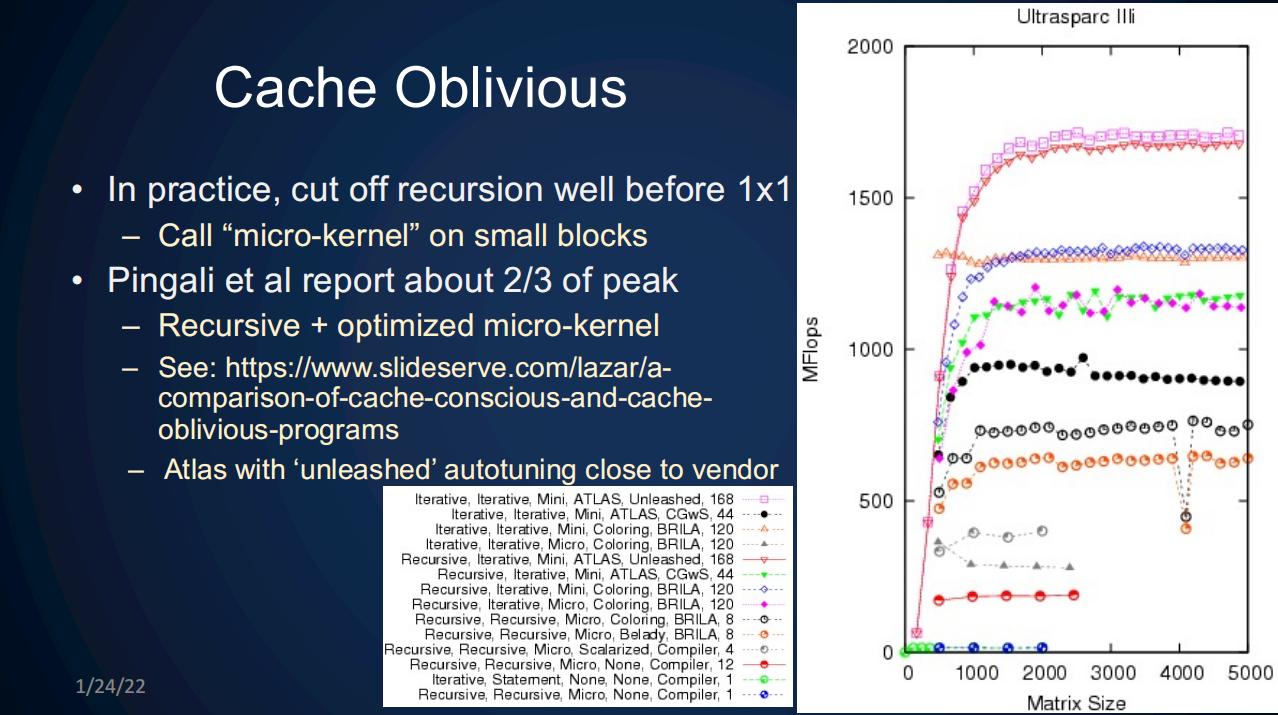 Cache Oblivious
• In practice, cut off recursion well before 1x1
– Call “micro-kernel” on small blocks
• Pingali et al report about 2/3 of peak
– Recursive + optimized micro-kernel
– See: https://www.slideserve.com/lazar/a-
comparison-of-cache-conscious-and-cache-
oblivious-programs
– Atlas with ‘unleashed’ autotuning close to vendor
Iterative, Iterative, Mini, ATLAS, Unleashed, 168
Iterative, Iterative, Mini, ATLAS, CGwS, 44
Iterative, Iterative, Mini, Coloring, BRILA, 120
Iterative, Iterative, Micro, Coloring, BRILA, 120
Recursive, Iterative, Mini, ATLAS, Unleashed, 168
Recursive, Iterative, Mini, ATLAS, CGwS, 44
Recursive, Iterative, Mini, Coloring, BRILA, 120
Recursive, Iterative, Micro, Coloring, BRILA, 120
Recursive, Recursive, Micro, Coloring, BRILA, 8
Recursive, Recursive, Micro, Belady, BRILA, 8
Recursive, Recursive, Micro, Scalarized, Compiler, 4
Recursive, Recursive, Micro, None, Compiler, 12
Iterative, Statement, None, None, Compiler, 1
Recursive, Recursive, Micro, None, Compiler, 1
1/24/22
Ultrasparc IIIi
2000
1500
1000
500
0
MFlops
0 1000 2000 3000 4000 5000
Matrix Size